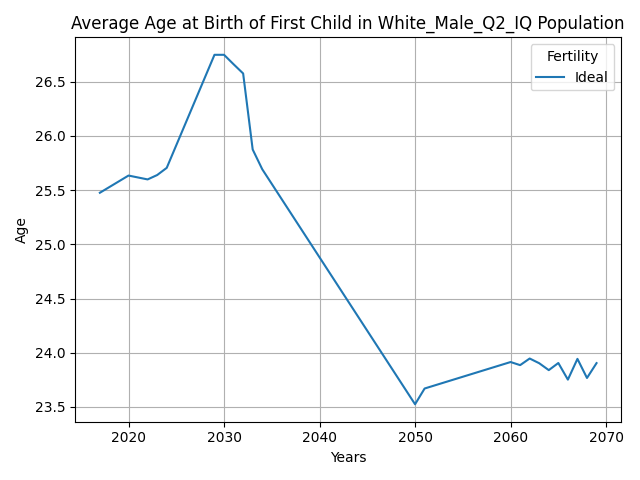 Average Age at Birth of First Child in White_Male_Q2_IQ Population
Fertility
Ideal
Age
26.5
26.0
25.5
25.0
24.5
24.0
23.5
2020 2030 2040 2050 2060 2070
Years